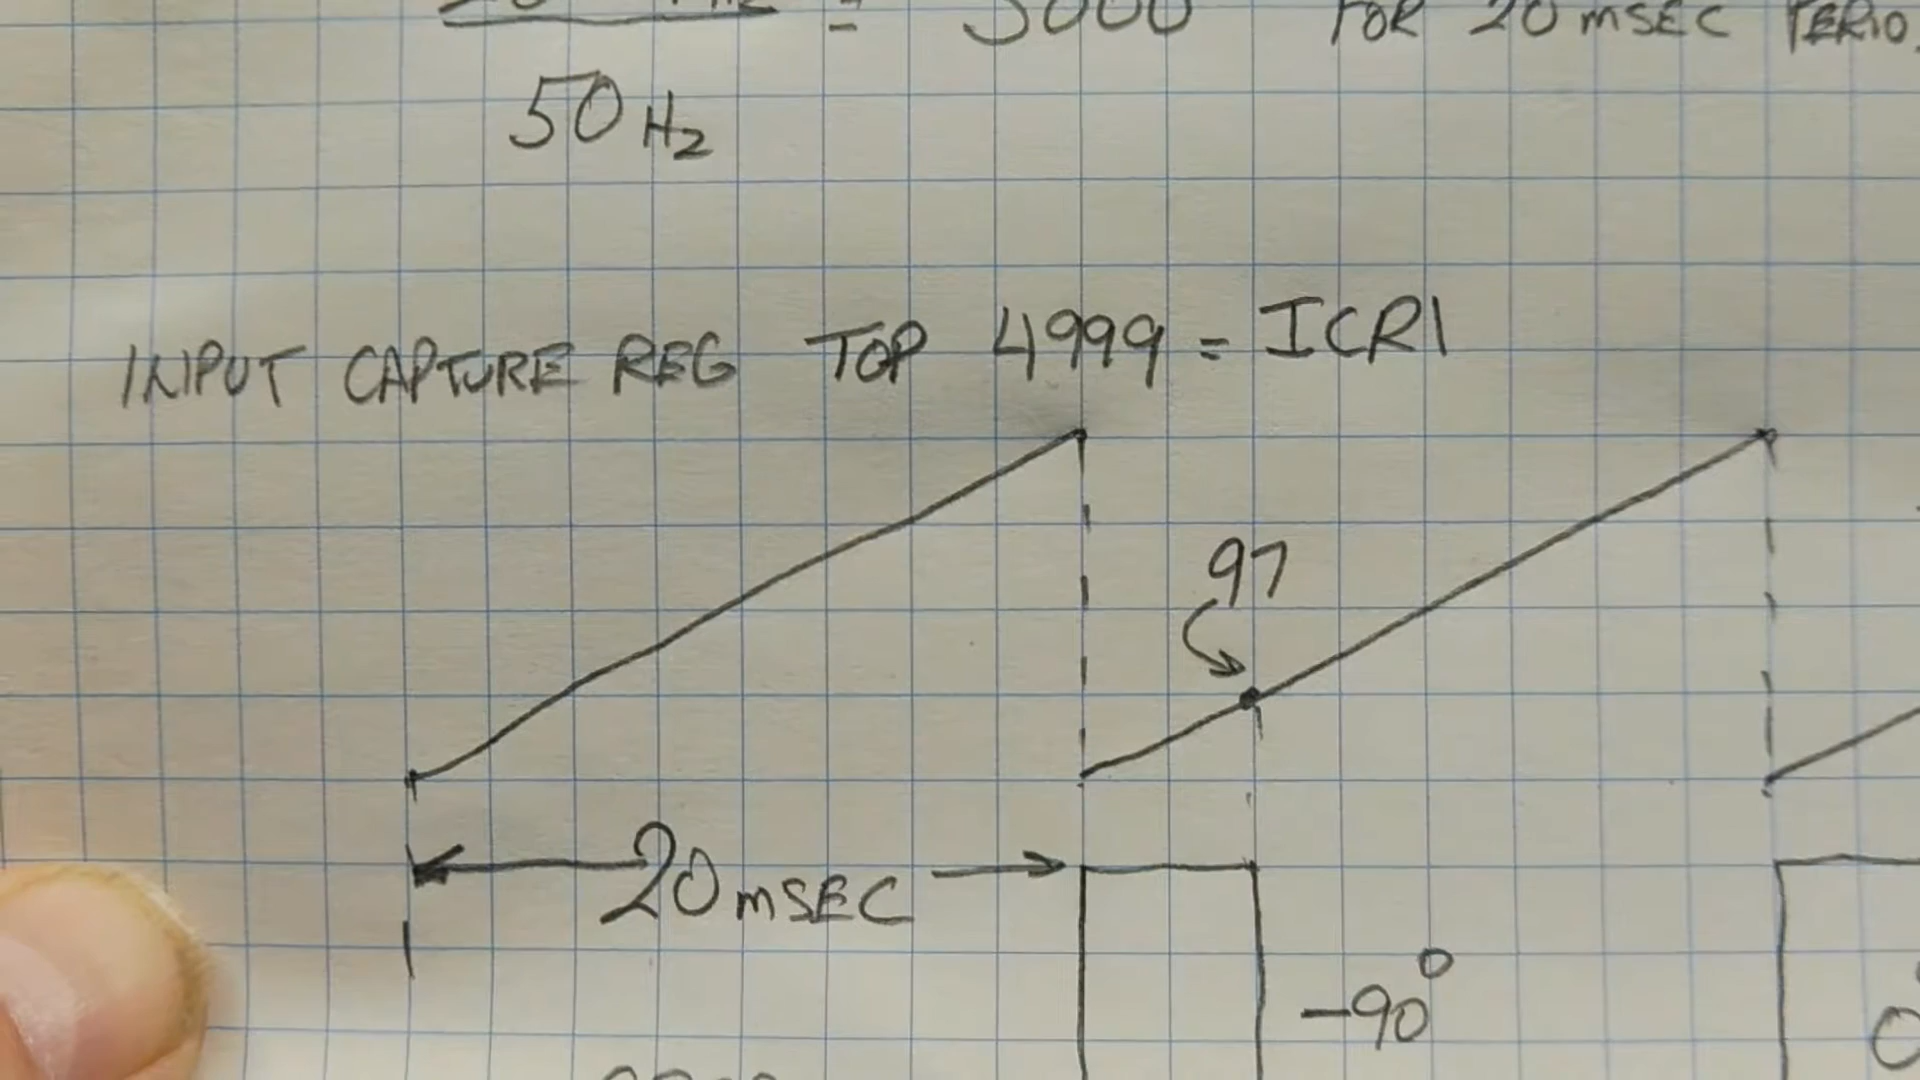 = 5000 FOR 20 mSEC
50 Hz
INPUT CAPTURE REG TOP 4999 = ICR1
97
20 mSEC
-90°